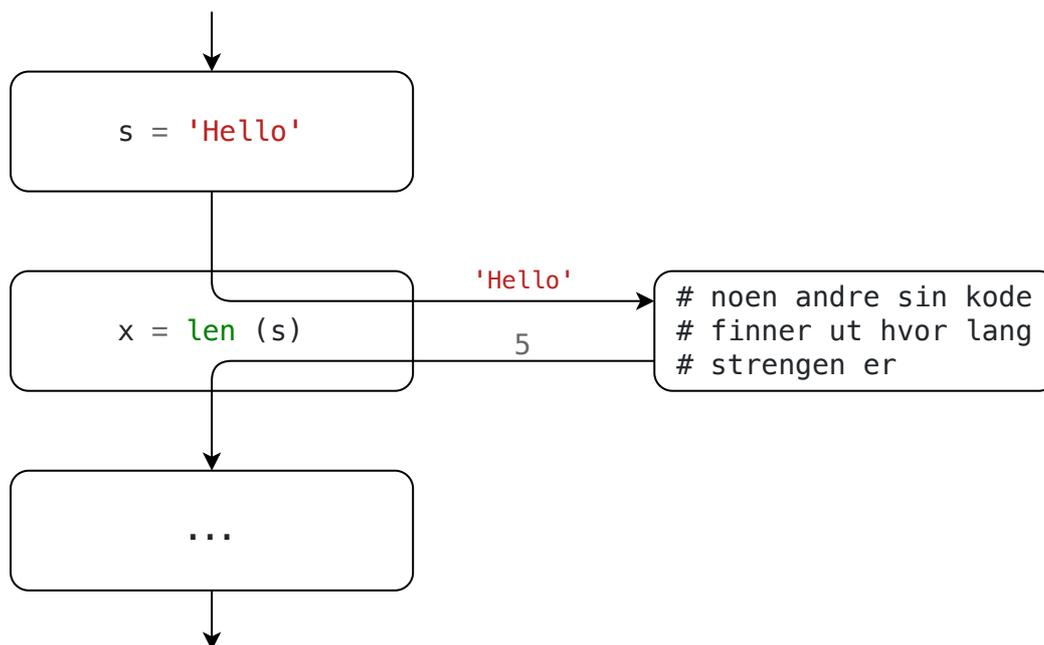 s = 'Hello'
'Hello'
x = len (s)
5
# noen andre sin kode
# finner ut hvor lang
# strengen er
...